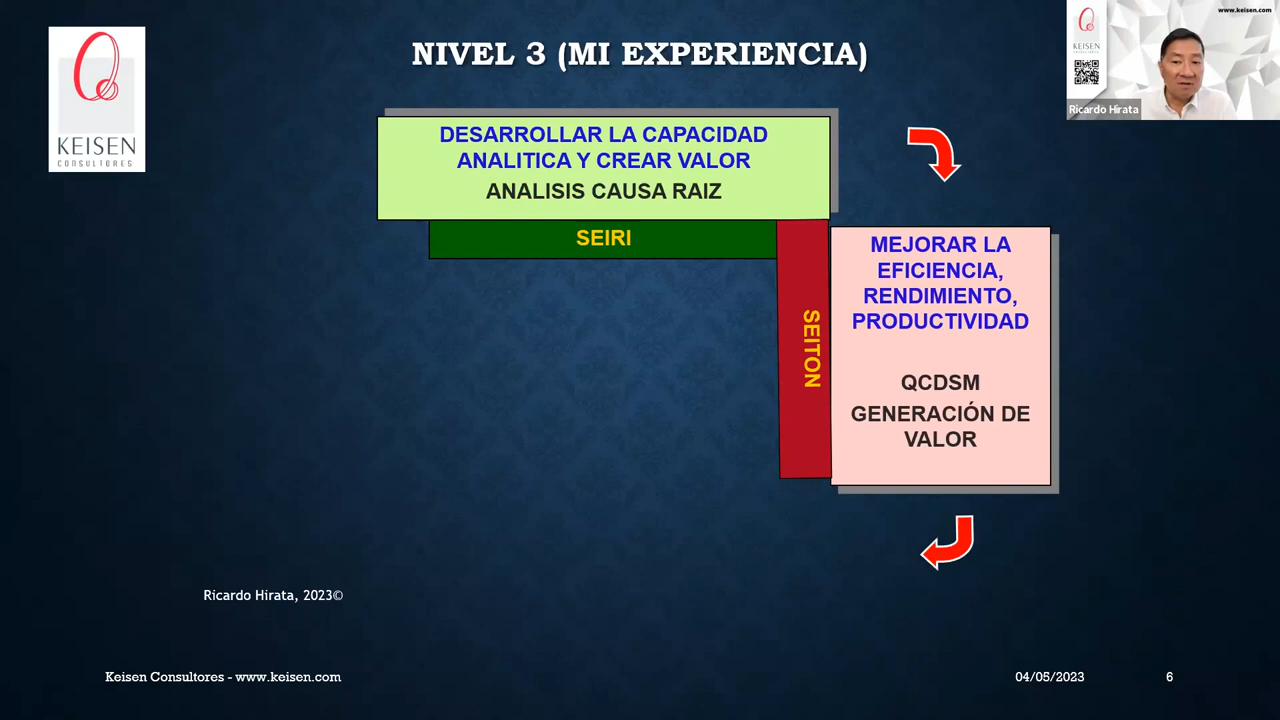 NIVEL 3 (MI EXPERIENCIA)
KEISEN
CONSULTORES
www.keisen.com
KEISEN
Ricardo Hirata
DESARROLLAR LA CAPACIDAD
ANALITICA Y CREAR VALOR
ANALISIS CAUSA RAIZ
SEIRI
SEITON
MEJORAR LA
EFICIENCIA,
RENDIMIENTO,
PRODUCTIVIDAD
QCDSM
GENERACIÓN DE
VALOR
Ricardo Hirata, 2023©
Keisen Consultores - www.keisen.com
04/05/2023
6